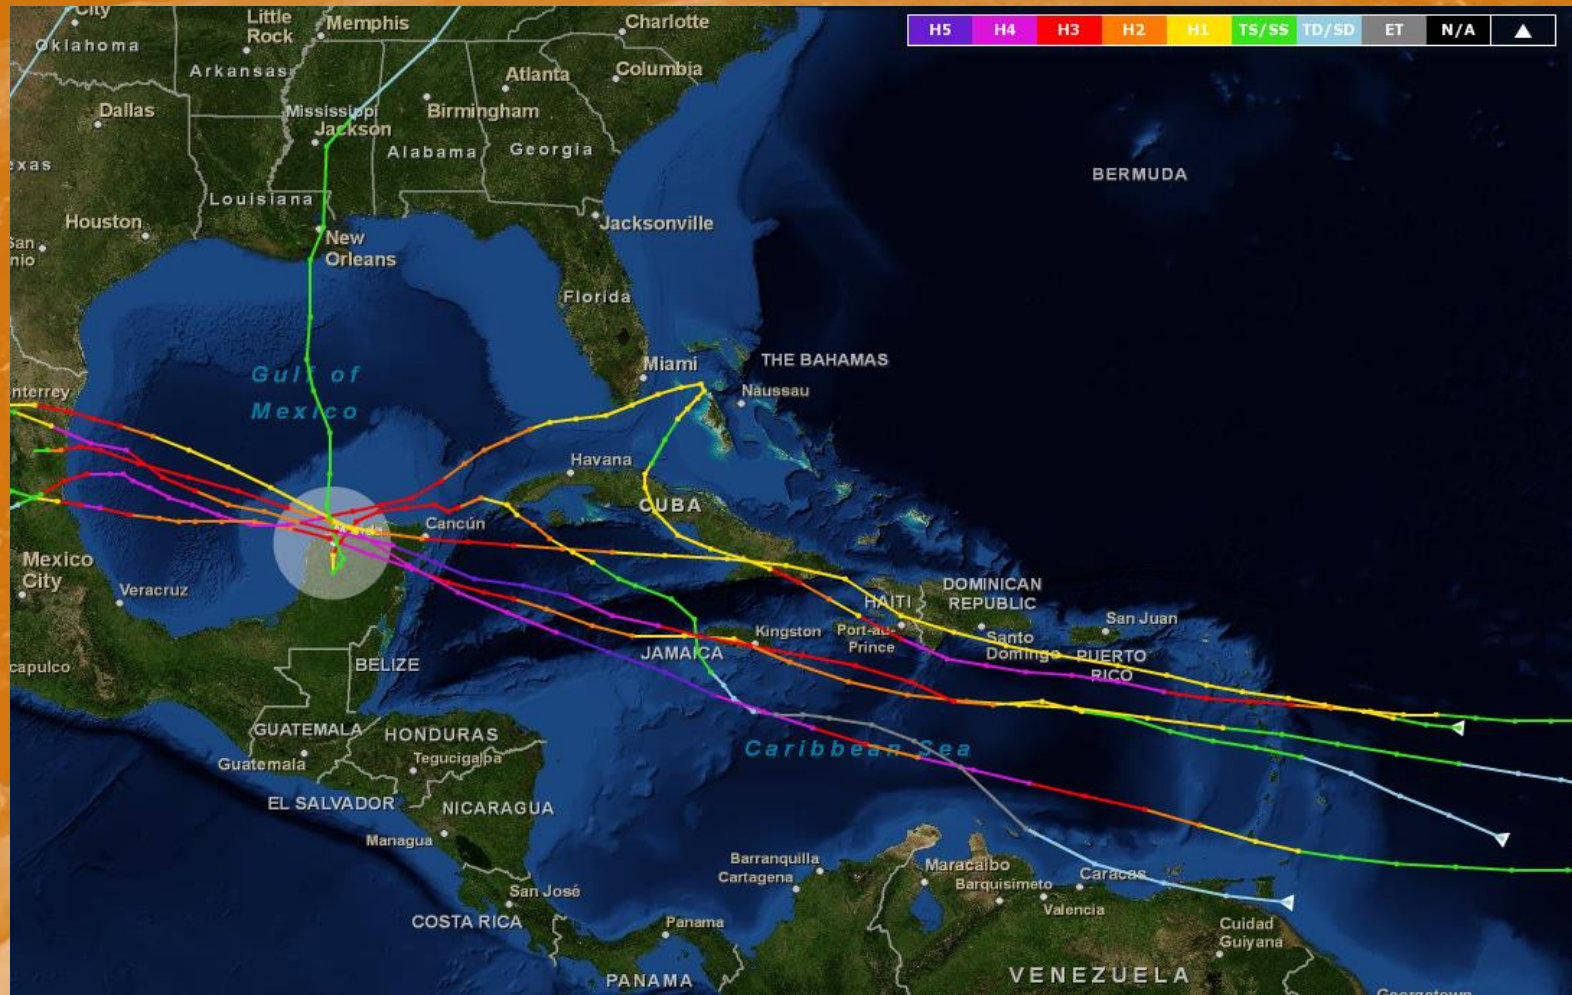 H5 H4 H3 H2 H1 TS/SS TD/SD ET N/A
City
Oklahoma
Little
Rock
Memphis
Charlotte
Arkansas
Atlanta
Columbia
Dallas
Mississippi
Birmingham
Jackson
Alabama
Georgia
exas
BERMUDA
Louisiana
Houston
Jacksonville
San
nio
New
Orleans
Florida
Gulf of
Mexico
Miami
THE BAHAMAS
nterrey
Naussau
Havana
CUBA
Cancún
Mexico
City
Veracruz
DOMINICAN
REPUBLIC
HAITI
San Juan
Kingston
Port-au-
Prince
Santo
Domingo
PUERTO
RICO
JAMAICA
capulco
BELIZE
GUATEMALA
HONDURAS
Caribbean Sea
Guatemala
Tegucigalpa
EL SALVADOR
NICARAGUA
Managua
Barranquilla
Cartagena
Maracaibo
Barquisimeto
Caracas
Valencia
San José
COSTA RICA
Panama
Cuidad
Guiyana
PANAMA
VENEZUELA
Georgetown